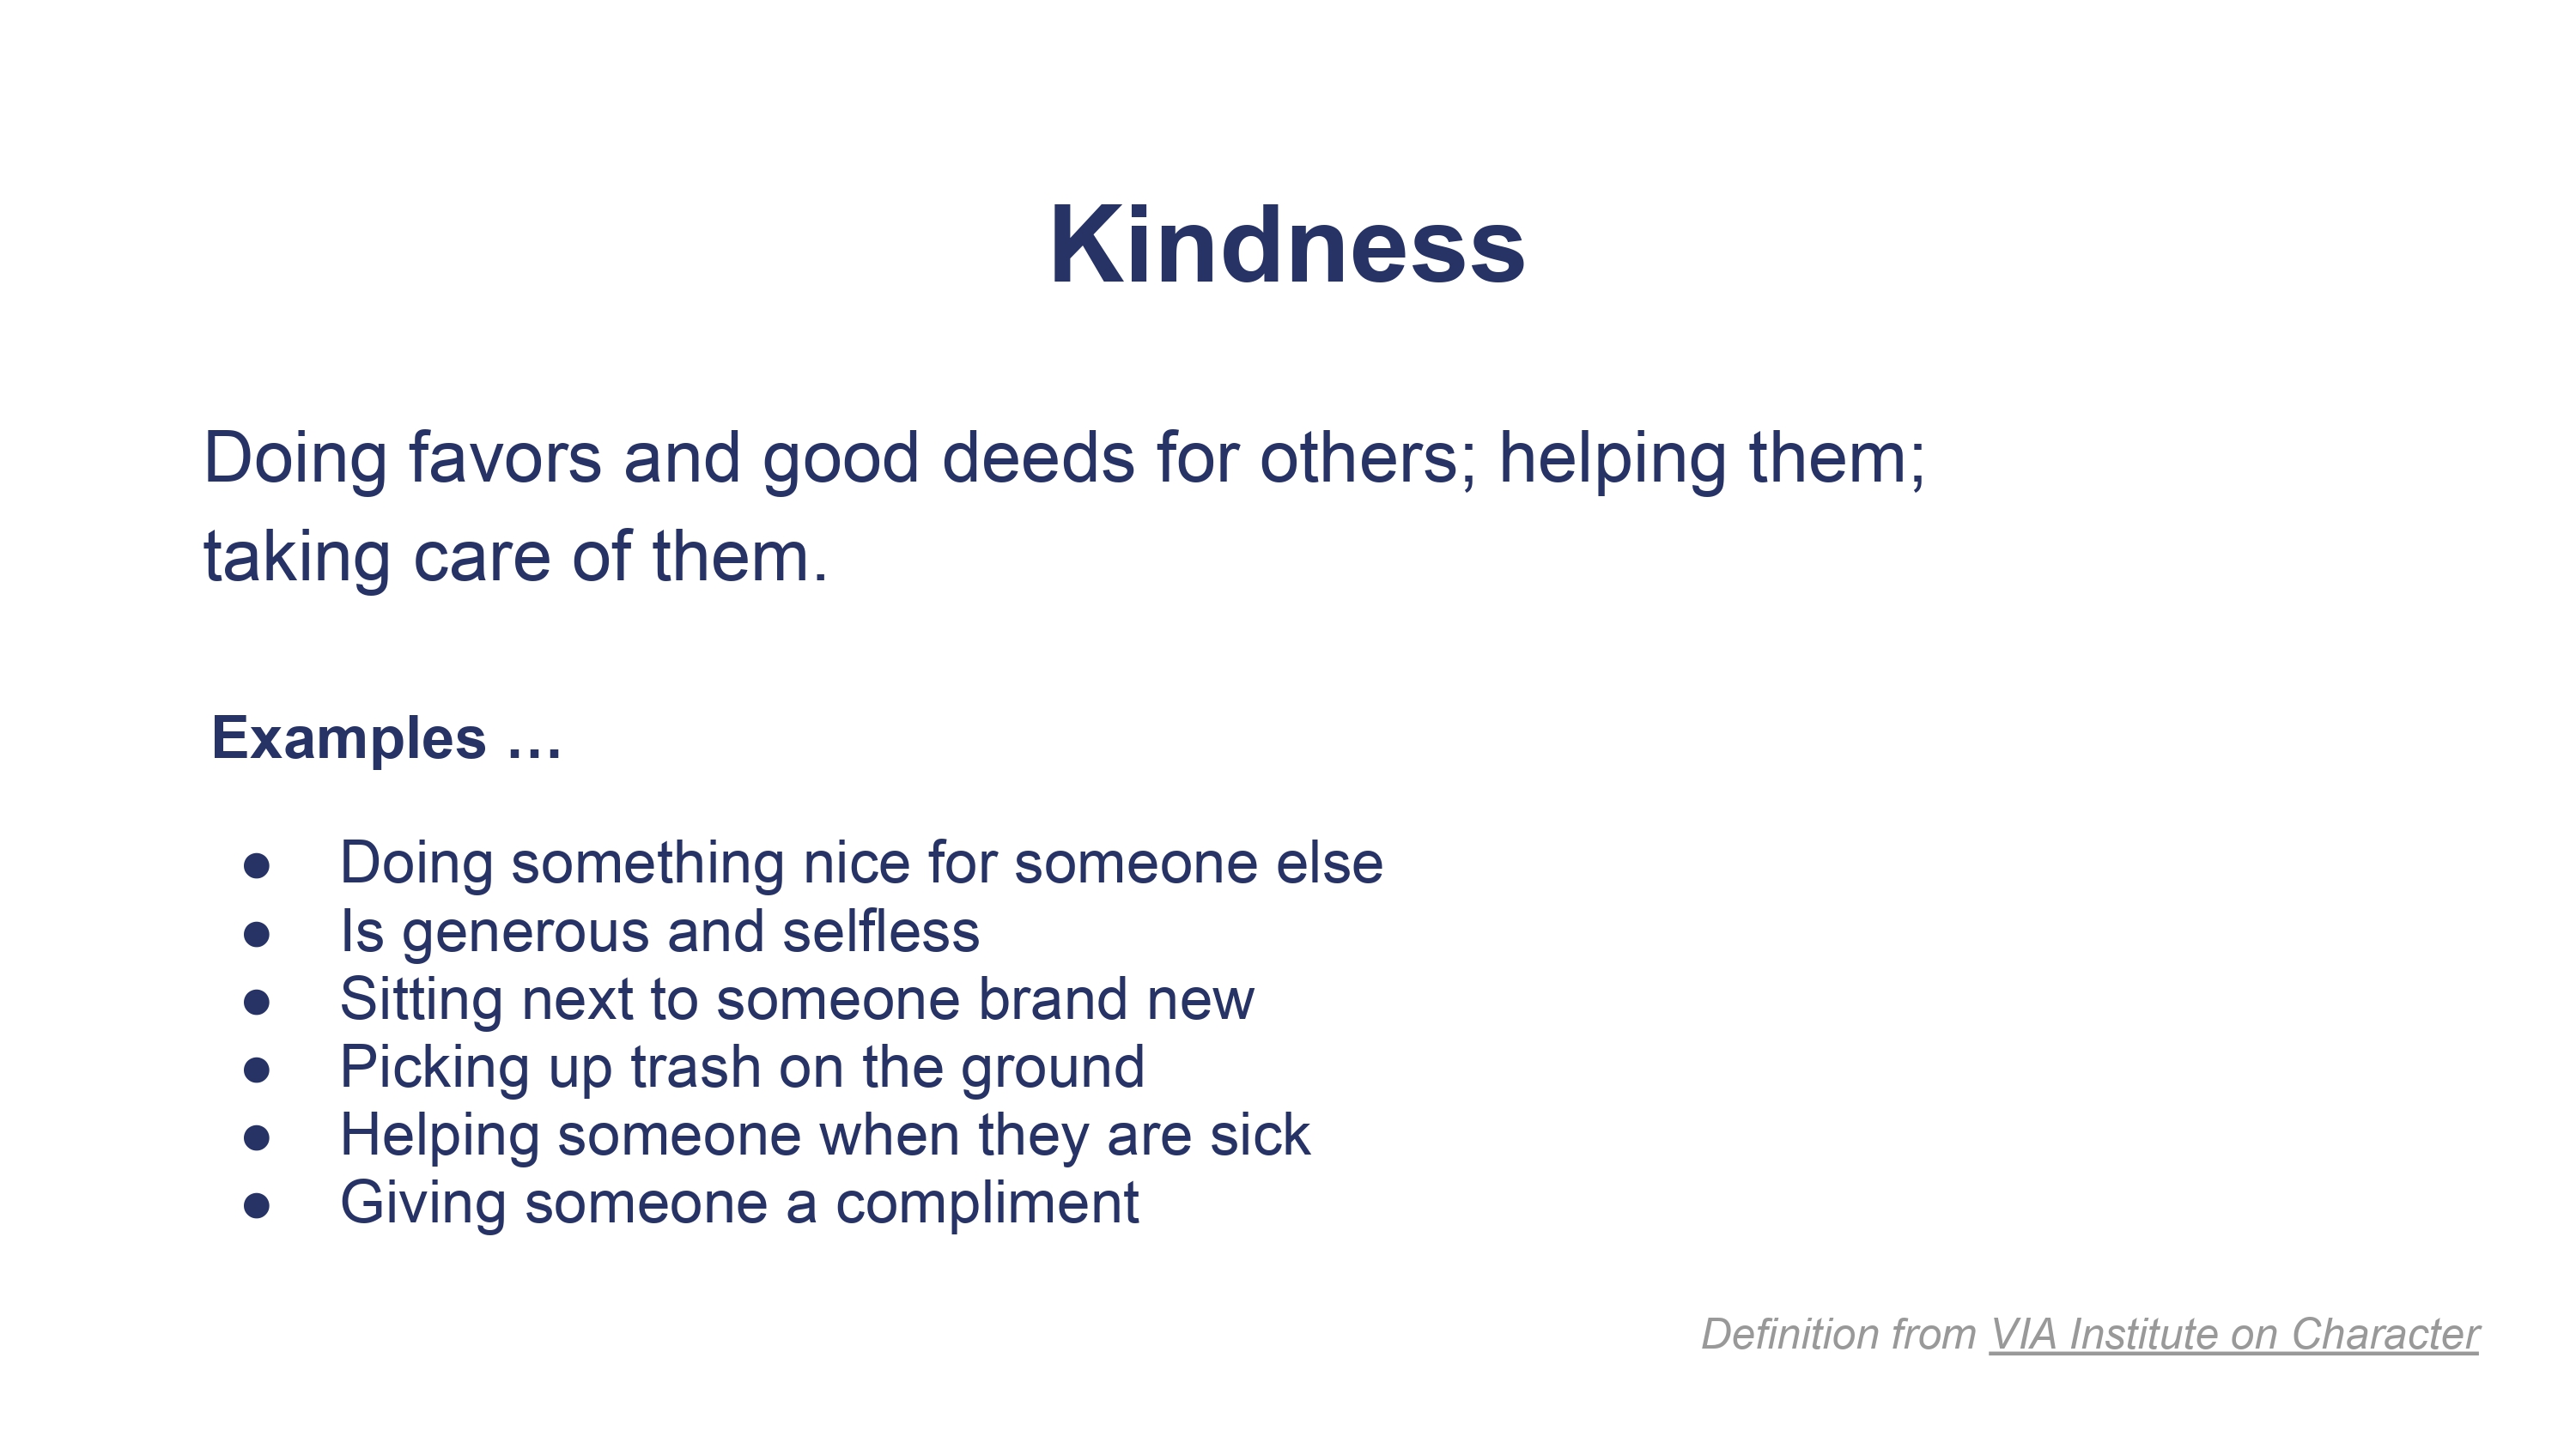 Kindness
Doing favors and good deeds for others; helping them;
taking care of them.
Examples …
● Doing something nice for someone else
● Is generous and selfless
● Sitting next to someone brand new
● Picking up trash on the ground
● Helping someone when they are sick
● Giving someone a compliment
Definition from VIA Institute on Character